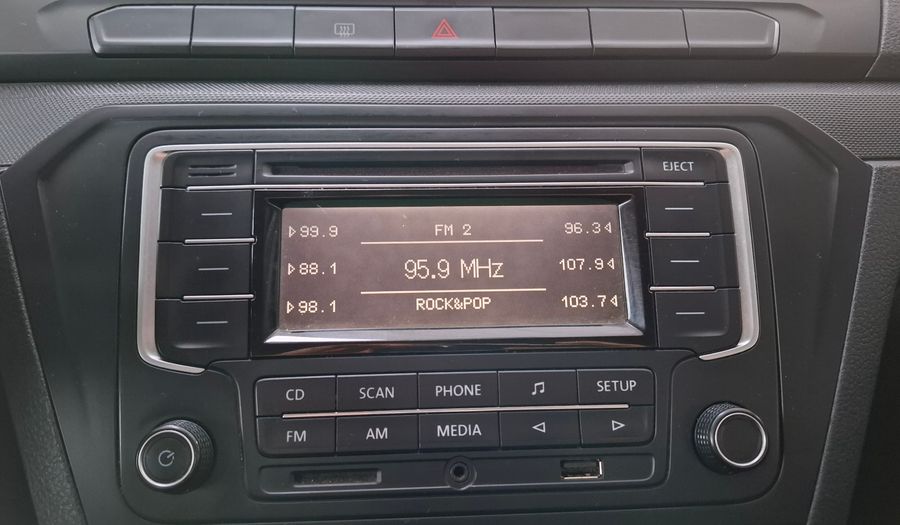 EJECT
99.9 FM 2 96.3
88.1 95.9 MHz 107.9
98.1 ROCK&POP 103.7
CD SCAN PHONE SETUP
FM AM MEDIA